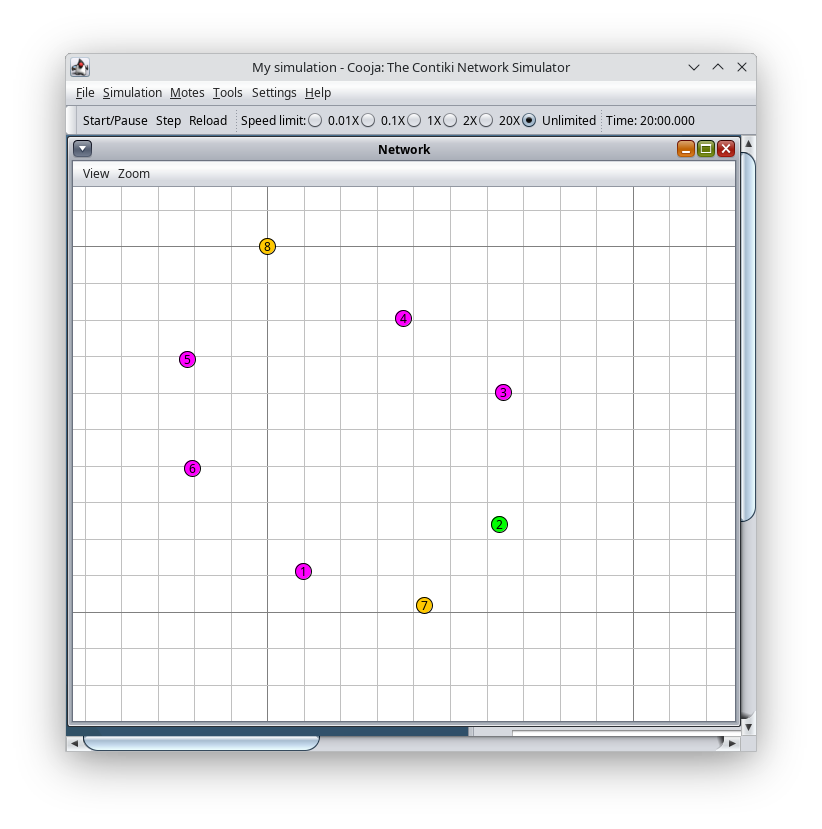 My simulation - Cooja: The Contiki Network Simulator
File Simulation Motes Tools Settings Help
Start/Pause Step Reload Speed limit: 0.01X 0.1X 1X 2X 20X Unlimited Time: 20:00.000
Network
View Zoom
8
4
5
3
6
2
1
7